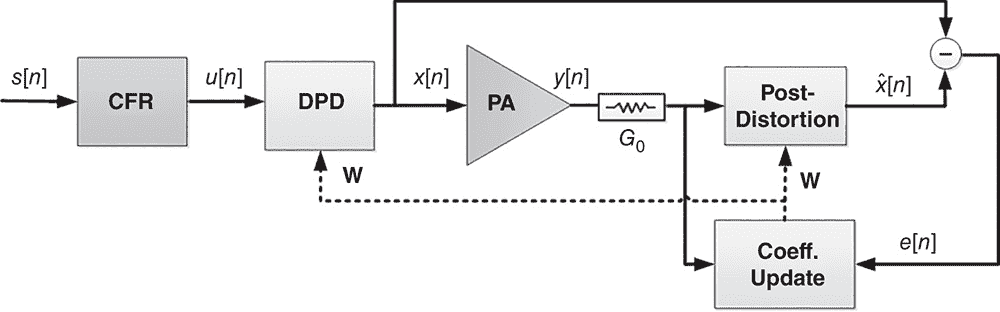 s[n]
CFR
u[n]
DPD
x[n]
PA
y[n]
G₀
Post-
Distortion
x̂[n]
−
W
W
Coeff.
Update
e[n]